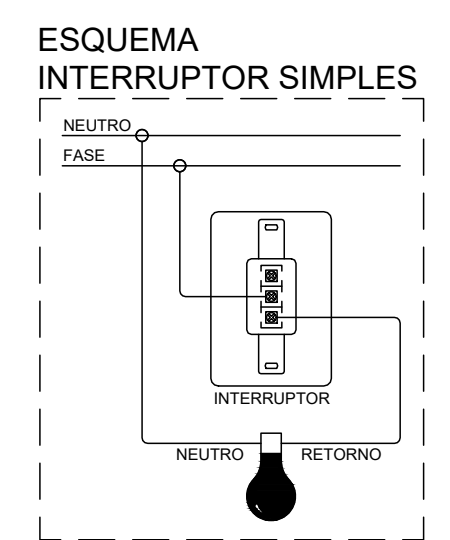 ESQUEMA
INTERRUPTOR SIMPLES
NEUTRO
FASE
INTERRUPTOR
NEUTRO
RETORNO